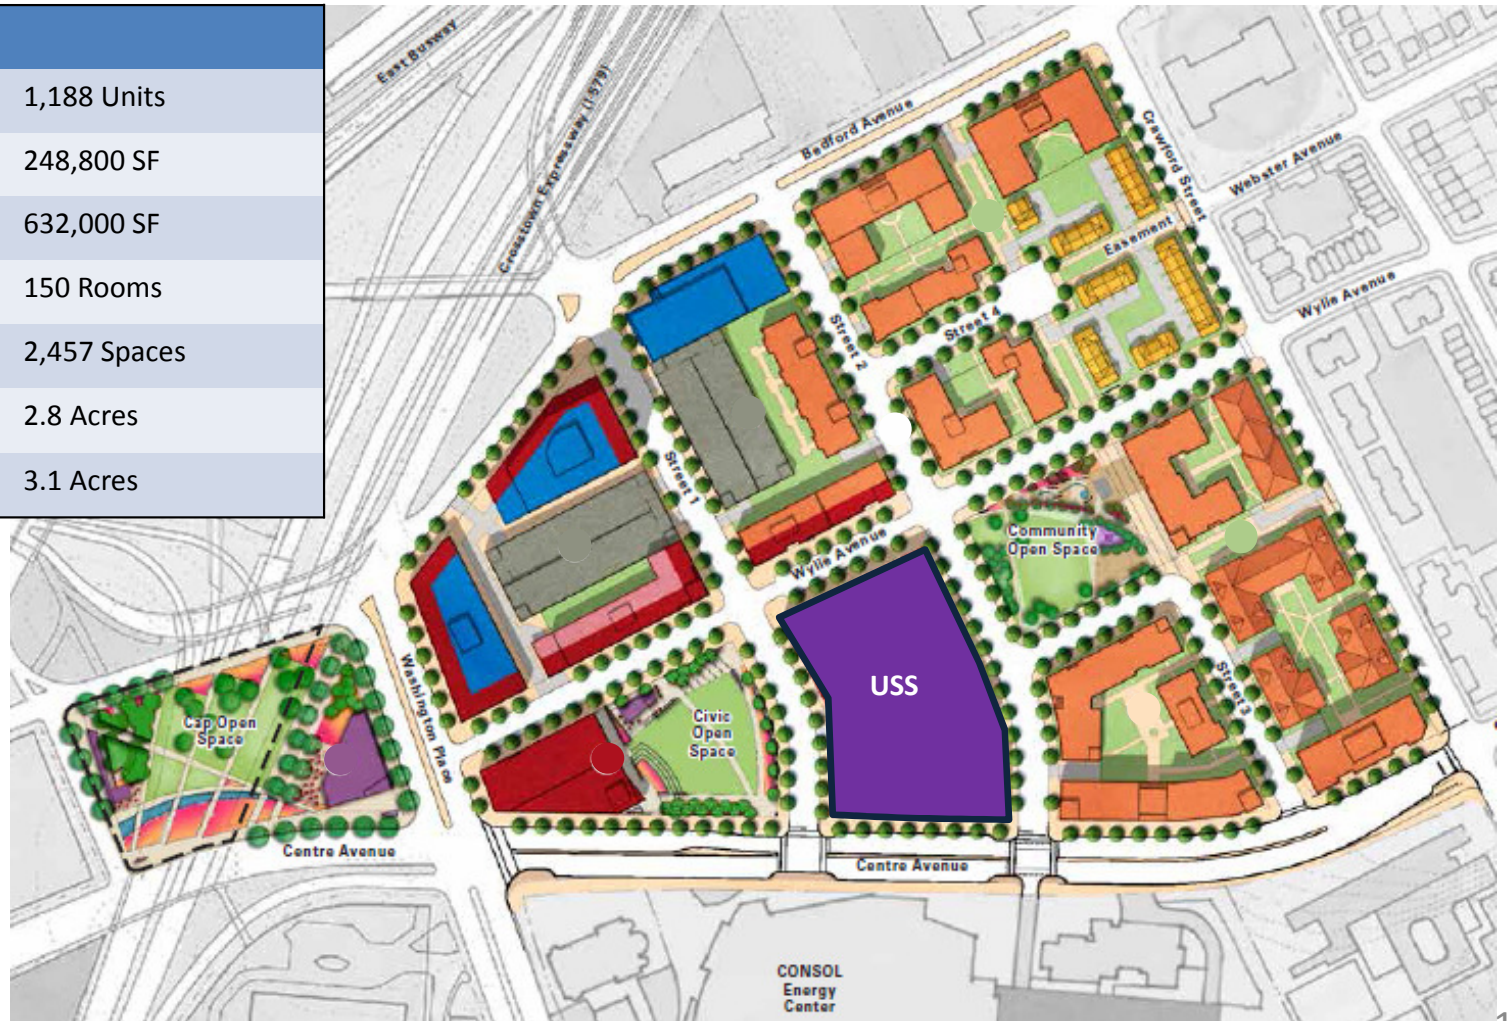 1,188 Units
248,800 SF
632,000 SF
150 Rooms
2,457 Spaces
2.8 Acres
3.1 Acres
East Busway
Crosstown Expressway (I-579)
Bedford Avenue
Crawford Street
Webster Avenue
Easement
Wylie Avenue
Street 2
Street 4
Street 1
Community
Open Space
Wylie Avenue
USS
Street 3
Washington Place
Cap Open
Space
Civic
Open
Space
Centre Avenue
Centre Avenue
CONSOL
Energy
Center